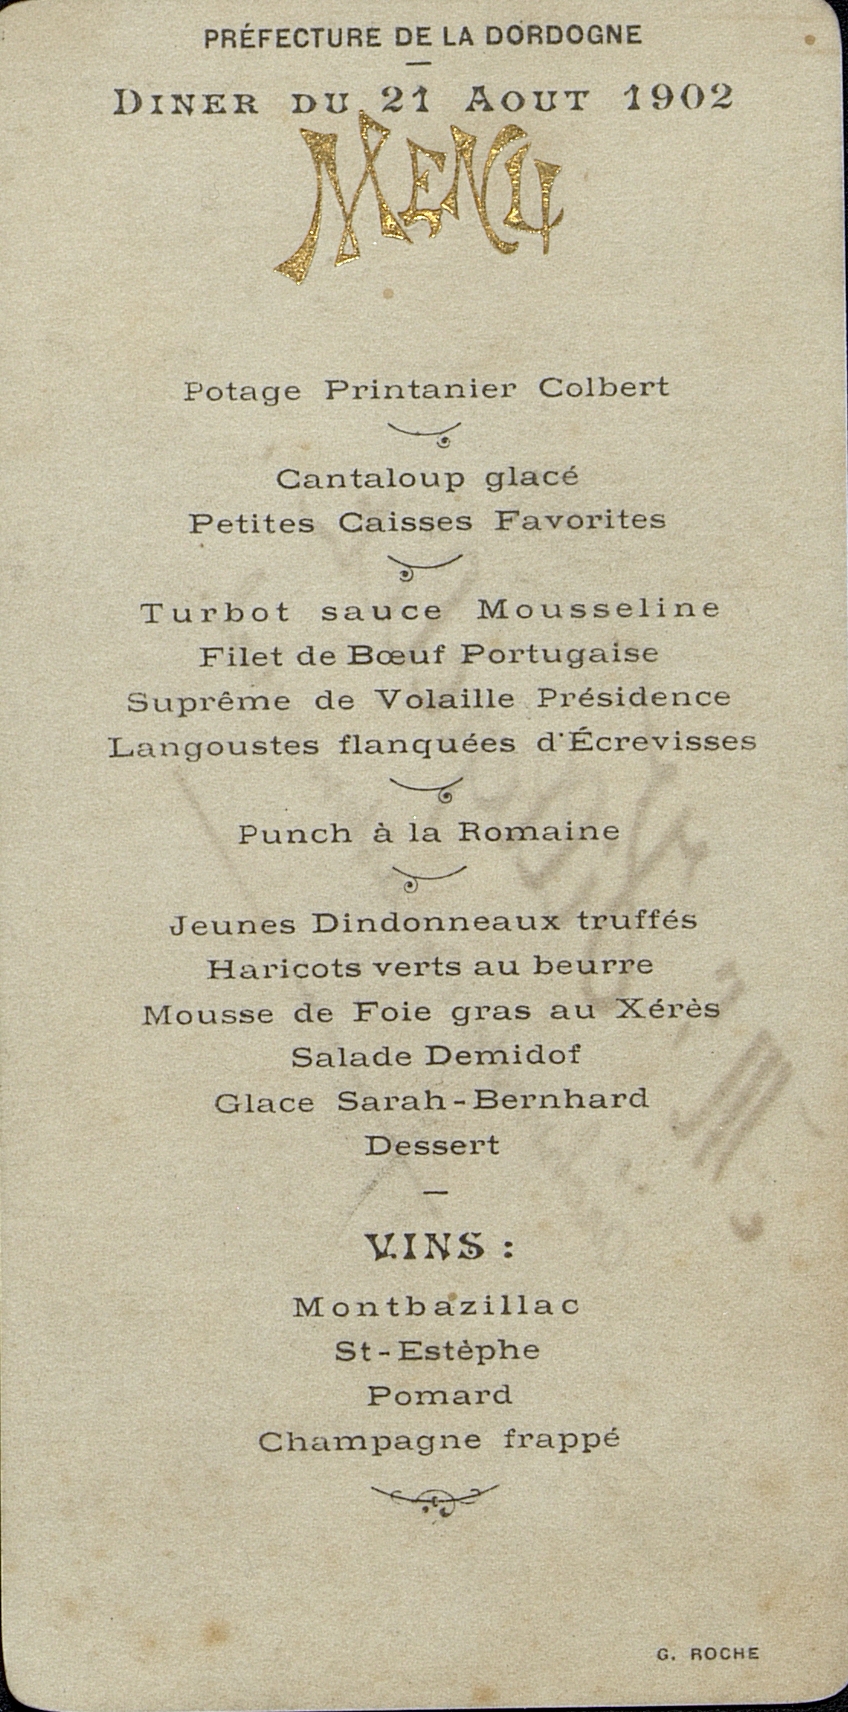 PRÉFECTURE DE LA DORDOGNE
DINER DU 21 AOUT 1902
MENU
Potage Printanier Colbert
Cantaloup glacé
Petites Caisses Favorites
Turbot sauce Mousseline
Filet de Bœuf Portugaise
Suprême de Volaille Présidence
Langoustes flanquées d'Écrevisses
Punch à la Romaine
Jeunes Dindonneaux truffés
Haricots verts au beurre
Mousse de Foie gras au Xérès
Salade Demidof
Glace Sarah-Bernhard
Dessert
VINS :
Montbazillac
St-Estèphe
Pomard
Champagne frappé
G. ROCHE